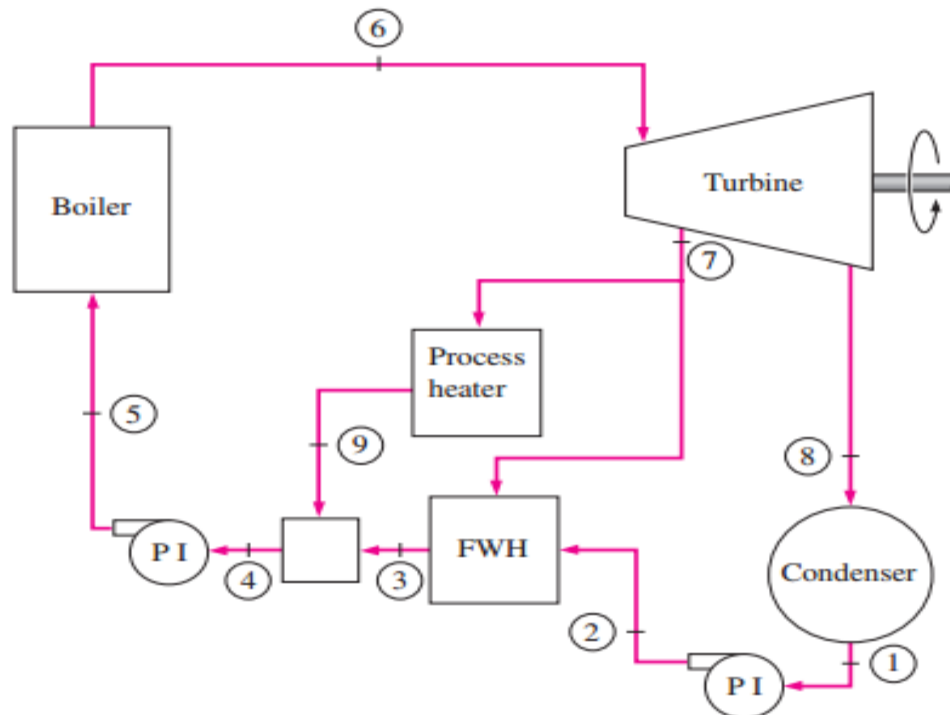 6
Turbine
Boiler
7
Process
heater
5
9
8
FWH
P I
4
3
Condenser
2
1
P I